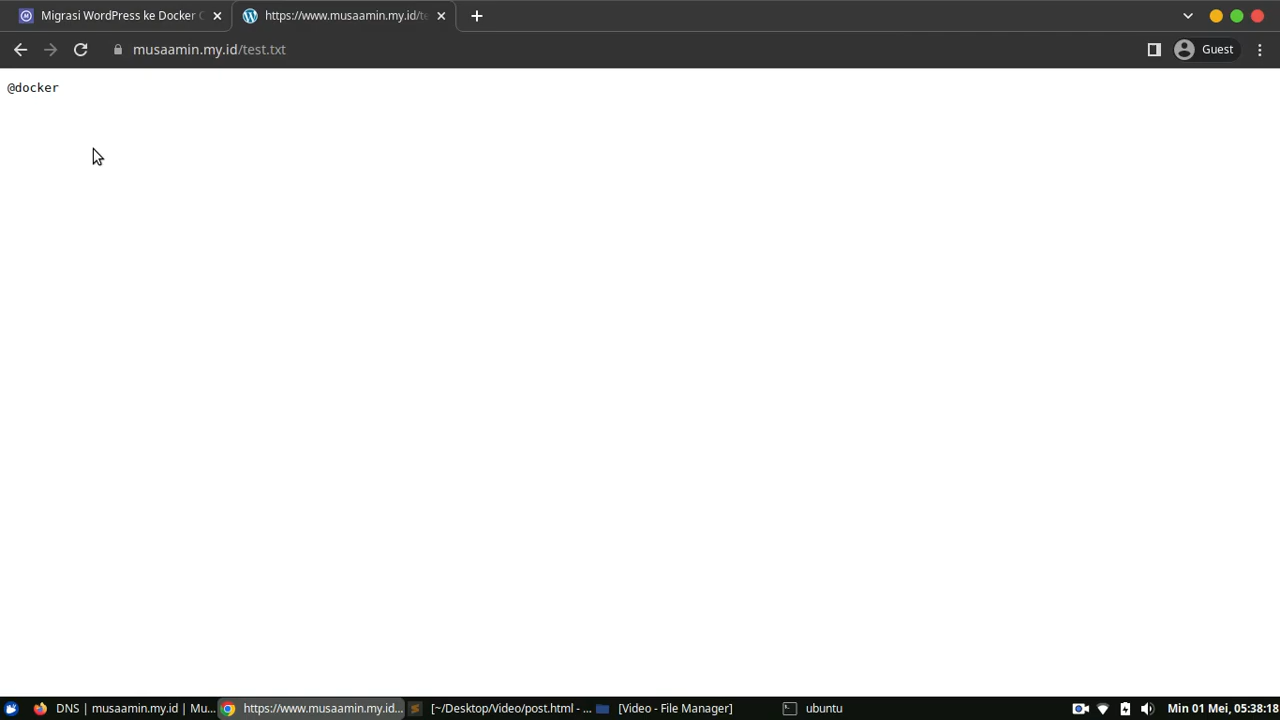 Migrasi WordPress ke Docker C
https://www.musaamin.my.id/te
musaamin.my.id/test.txt
Guest
@docker
DNS | musaamin.my.id | Mu...
https://www.musaamin.my.id...
[~/Desktop/Video/post.html - ...
[Video - File Manager]
ubuntu
Min 01 Mei, 05:38:18